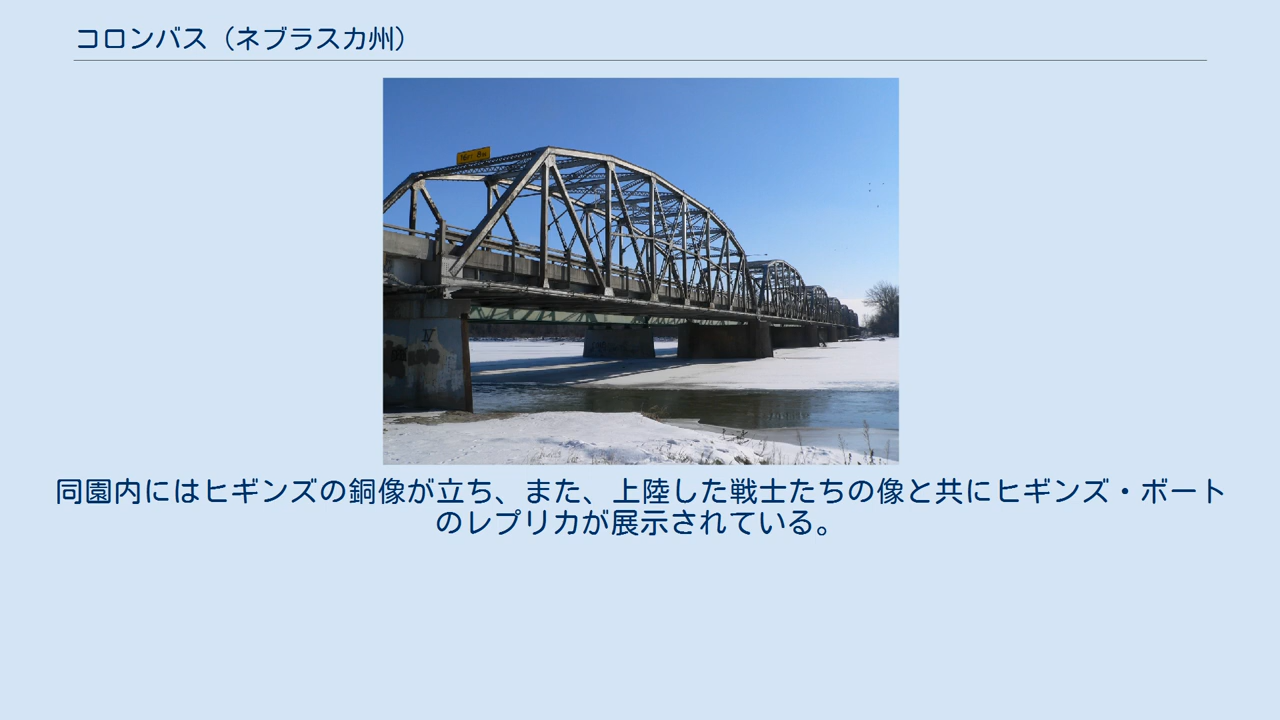 コロンバス（ネブラスカ州）
同園内にはヒギンズの銅像が立ち、また、上陸した戦士たちの像と共にヒギンズ・ボート
のレプリカが展示されている。